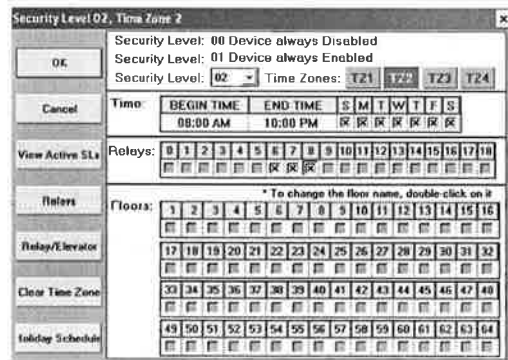 Security Level 02, Time Zone 2
Security Level: 00 Device always Disabled
Security Level: 01 Device always Enabled
Security Level: 02 Time Zones: TZ1 TZ2 TZ3 TZ4
OK
Cancel
View Active SLs
Relays
Relay/Elevator
Clear Time Zone
Holiday Schedule
Time: BEGIN TIME END TIME S M T W T F S
08:00 AM 10:00 PM
Relays: 0 1 2 3 4 5 6 7 8 9 10 11 12 13 14 15 16 17 18
* To change the floor name, double-click on it
Floors: 1 2 3 4 5 6 7 8 9 10 11 12 13 14 15 16
17 18 19 20 21 22 23 24 25 26 27 28 29 30 31 32
33 34 35 36 37 38 39 40 41 42 43 44 45 46 47 48
49 50 51 52 53 54 55 56 57 58 59 60 61 62 63 64